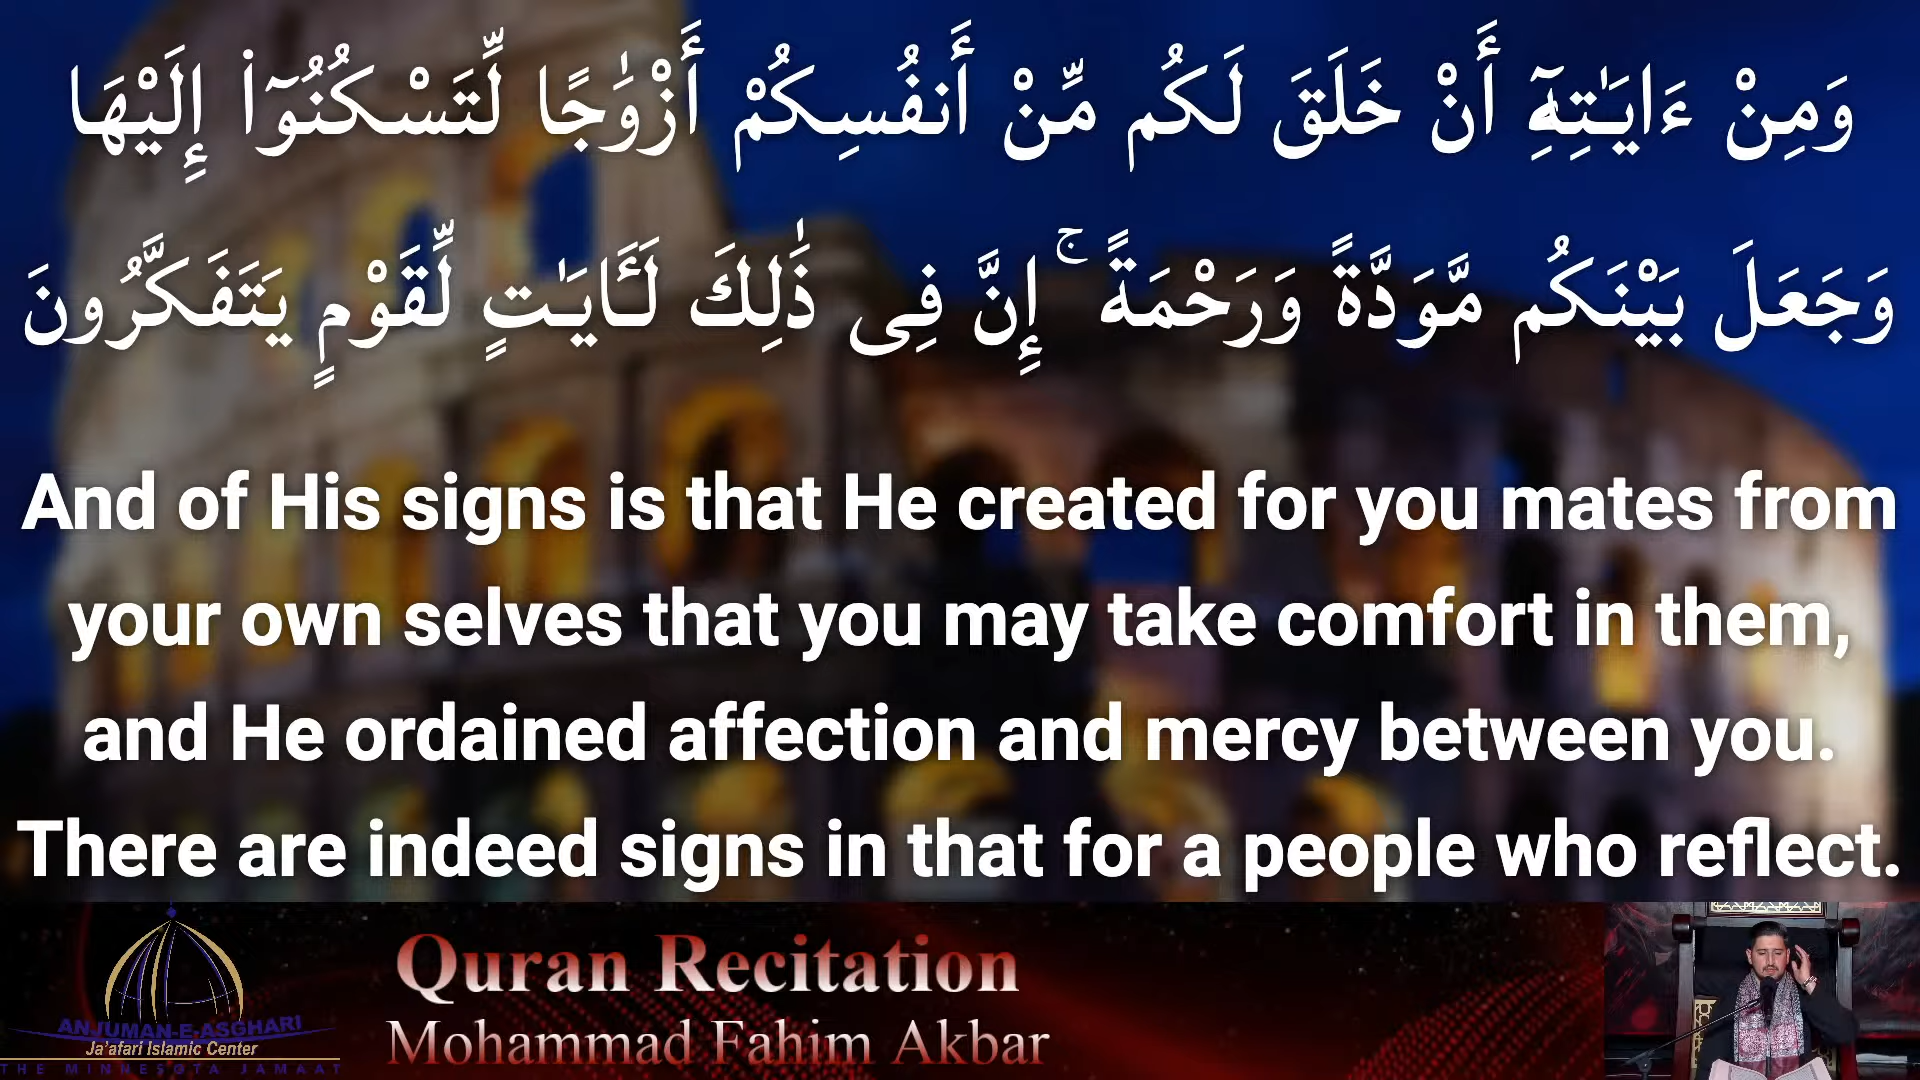 وَمِنْ ءَايَـٰتِهِۦٓ أَنْ خَلَقَ لَكُم مِّنْ أَنفُسِكُمْ أَزْوَٰجًا لِّتَسْكُنُوٓا۟ إِلَيْهَا
وَجَعَلَ بَيْنَكُم مَّوَدَّةً وَرَحْمَةً ۚ إِنَّ فِى ذَٰلِكَ لَـَٔايَـٰتٍ لِّقَوْمٍ يَتَفَكَّرُونَ
And of His signs is that He created for you mates from
your own selves that you may take comfort in them,
and He ordained affection and mercy between you.
There are indeed signs in that for a people who reflect.
Quran Recitation
Mohammad Fahim Akbar
ANJUMAN-E-ASGHARI
Ja'afari Islamic Center
THE MINNESOTA JAMAAT